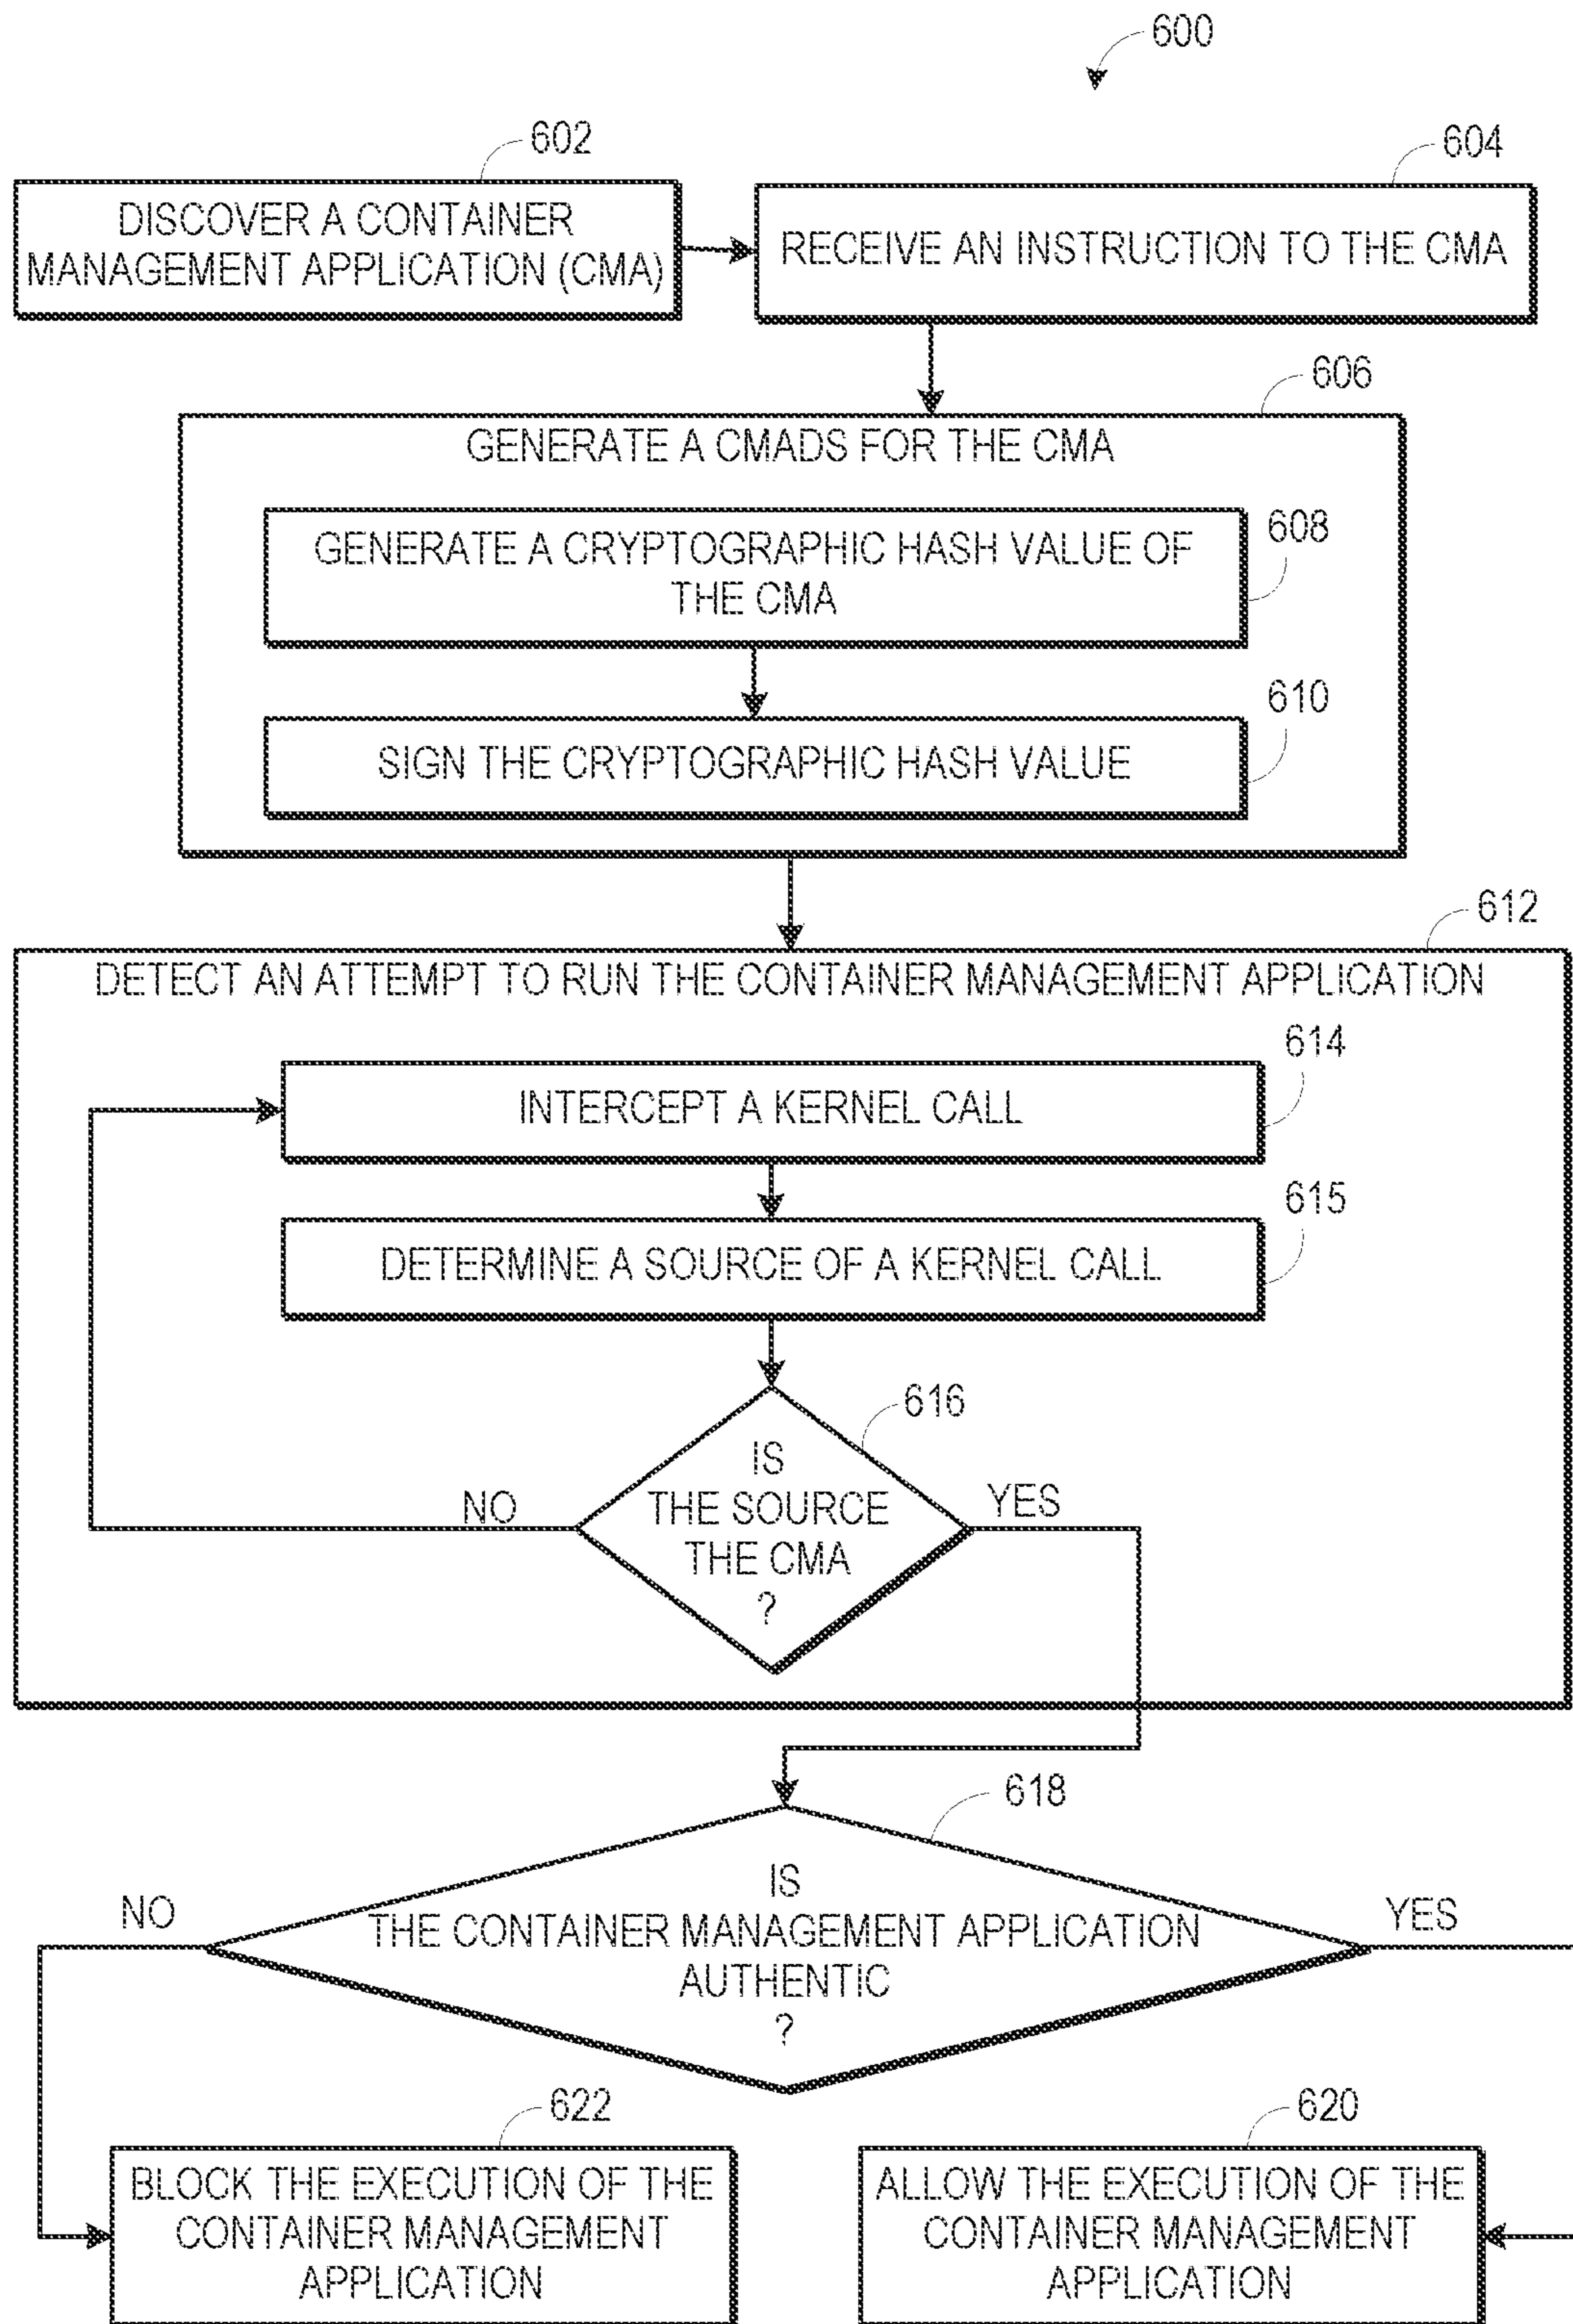 600
602
604
DISCOVER A CONTAINER
MANAGEMENT APPLICATION (CMA)
RECEIVE AN INSTRUCTION TO THE CMA
606
GENERATE A CMADS FOR THE CMA
608
GENERATE A CRYPTOGRAPHIC HASH VALUE OF
THE CMA
610
SIGN THE CRYPTOGRAPHIC HASH VALUE
612
DETECT AN ATTEMPT TO RUN THE CONTAINER MANAGEMENT APPLICATION
614
INTERCEPT A KERNEL CALL
615
DETERMINE A SOURCE OF A KERNEL CALL
616
IS
THE SOURCE
THE CMA
?
NO
YES
618
IS
THE CONTAINER MANAGEMENT APPLICATION
AUTHENTIC
?
NO
YES
622
BLOCK THE EXECUTION OF THE
CONTAINER MANAGEMENT
APPLICATION
620
ALLOW THE EXECUTION OF THE
CONTAINER MANAGEMENT
APPLICATION